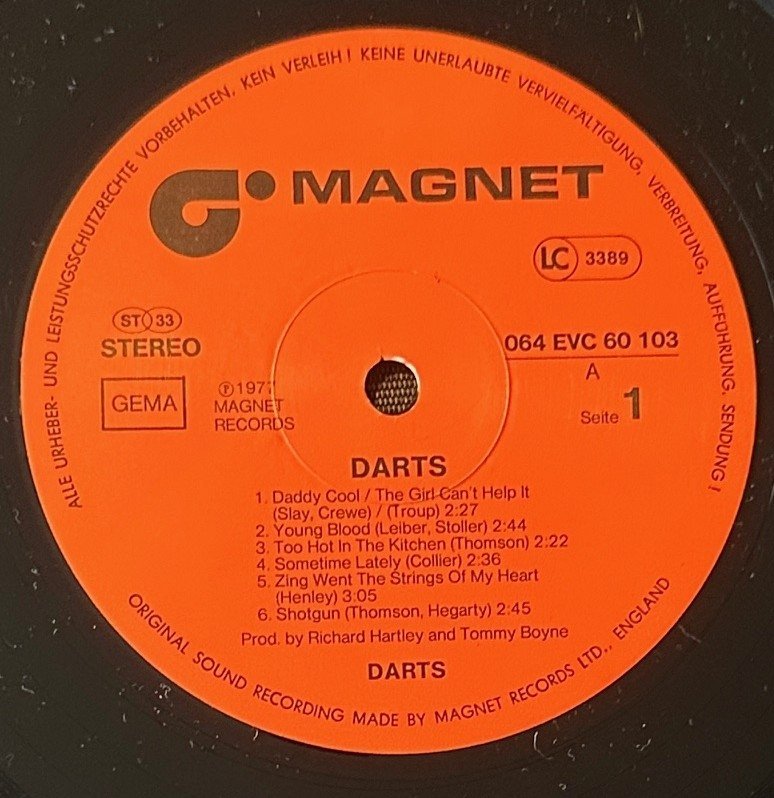 ALLE URHEBER- UND LEISTUNGSSCHUTZRECHTE VORBEHALTEN, KEIN VERLEIH! KEINE UNERLAUBTE VERVIELFÄLTIGUNG, VERBREITUNG, AUFFÜHRUNG, SENDUNG!
MAGNET
LC 3389
ST 33
STEREO
064 EVC 60 103
A
Seite 1
GEMA
℗ 1977
MAGNET
RECORDS
DARTS
1. Daddy Cool / The Girl Can't Help It
(Slay, Crewe) / (Troup) 2:27
2. Young Blood (Leiber, Stoller) 2:44
3. Too Hot In The Kitchen (Thomson) 2:22
4. Sometime Lately (Collier) 2:36
5. Zing Went The Strings Of My Heart
(Henley) 3:05
6. Shotgun (Thomson, Hegarty) 2:45
Prod. by Richard Hartley and Tommy Boyne
DARTS
ORIGINAL SOUND RECORDING MADE BY MAGNET RECORDS LTD., ENGLAND